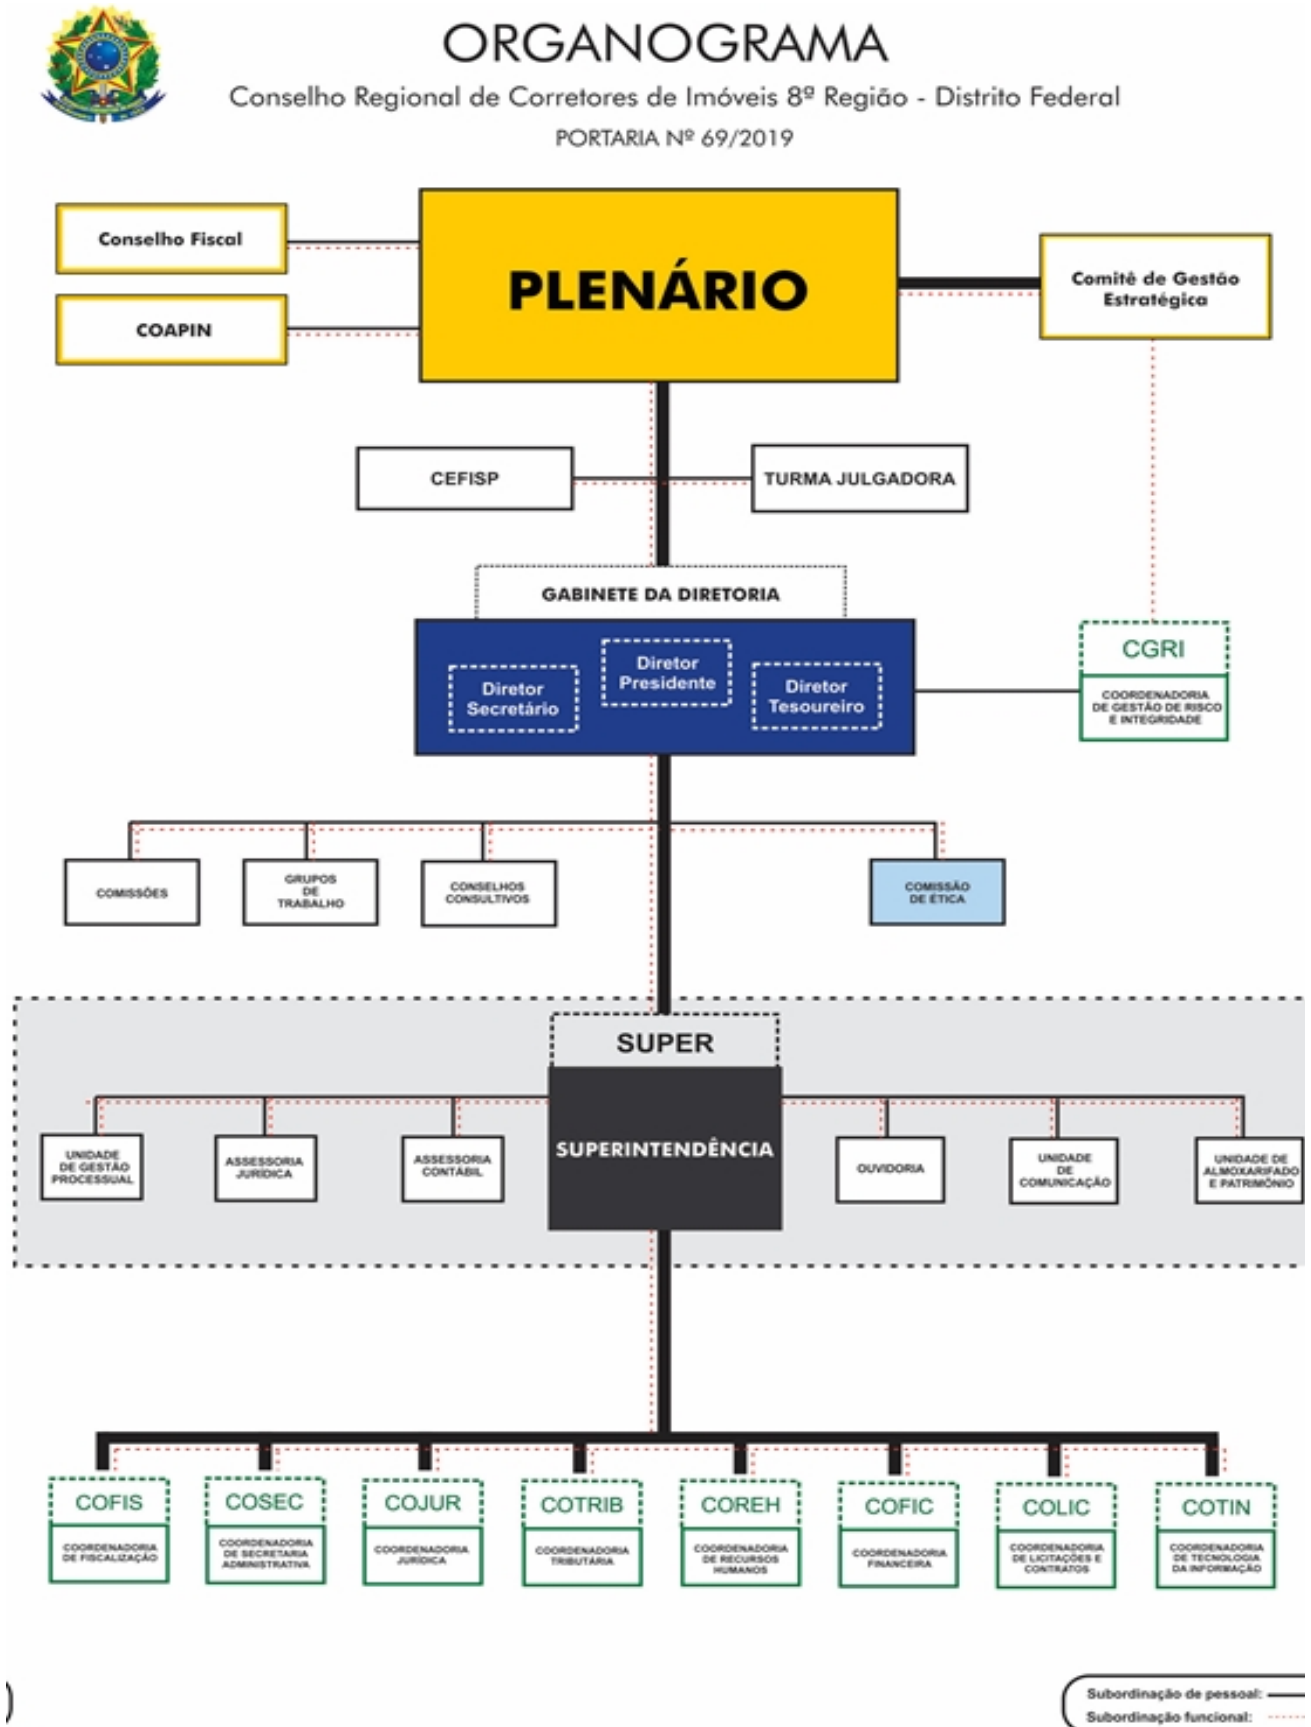 ORGANOGRAMA
Conselho Regional de Corretores de Imóveis 8ª Região - Distrito Federal
PORTARIA Nº 69/2019
Conselho Fiscal
COAPIN
PLENÁRIO
Comitê de Gestão
Estratégica
CEFISP
TURMA JULGADORA
GABINETE DA DIRETORIA
Diretor
Secretário
Diretor
Presidente
Diretor
Tesoureiro
CGRI
COORDENADORIA
DE GESTÃO DE RISCO
E INTEGRIDADE
COMISSÕES
GRUPOS
DE
TRABALHO
CONSELHOS
CONSULTIVOS
COMISSÃO
DE ÉTICA
SUPER
SUPERINTENDÊNCIA
UNIDADE
DE GESTÃO
PROCESSUAL
ASSESSORIA
JURÍDICA
ASSESSORIA
CONTÁBIL
OUVIDORIA
UNIDADE
DE
COMUNICAÇÃO
UNIDADE DE
ALMOXARIFADO
E PATRIMÔNIO
COFIS
COORDENADORIA
DE FISCALIZAÇÃO
COSEC
COORDENADORIA
DE SECRETARIA
ADMINISTRATIVA
COJUR
COORDENADORIA
JURÍDICA
COTRIB
COORDENADORIA
TRIBUTÁRIA
COREH
COORDENADORIA
DE RECURSOS
HUMANOS
COFIC
COORDENADORIA
FINANCEIRA
COLIC
COORDENADORIA
DE LICITAÇÕES E
CONTRATOS
COTIN
COORDENADORIA
DE TECNOLOGIA
DA INFORMAÇÃO
Subordinação de pessoal:
Subordinação funcional: